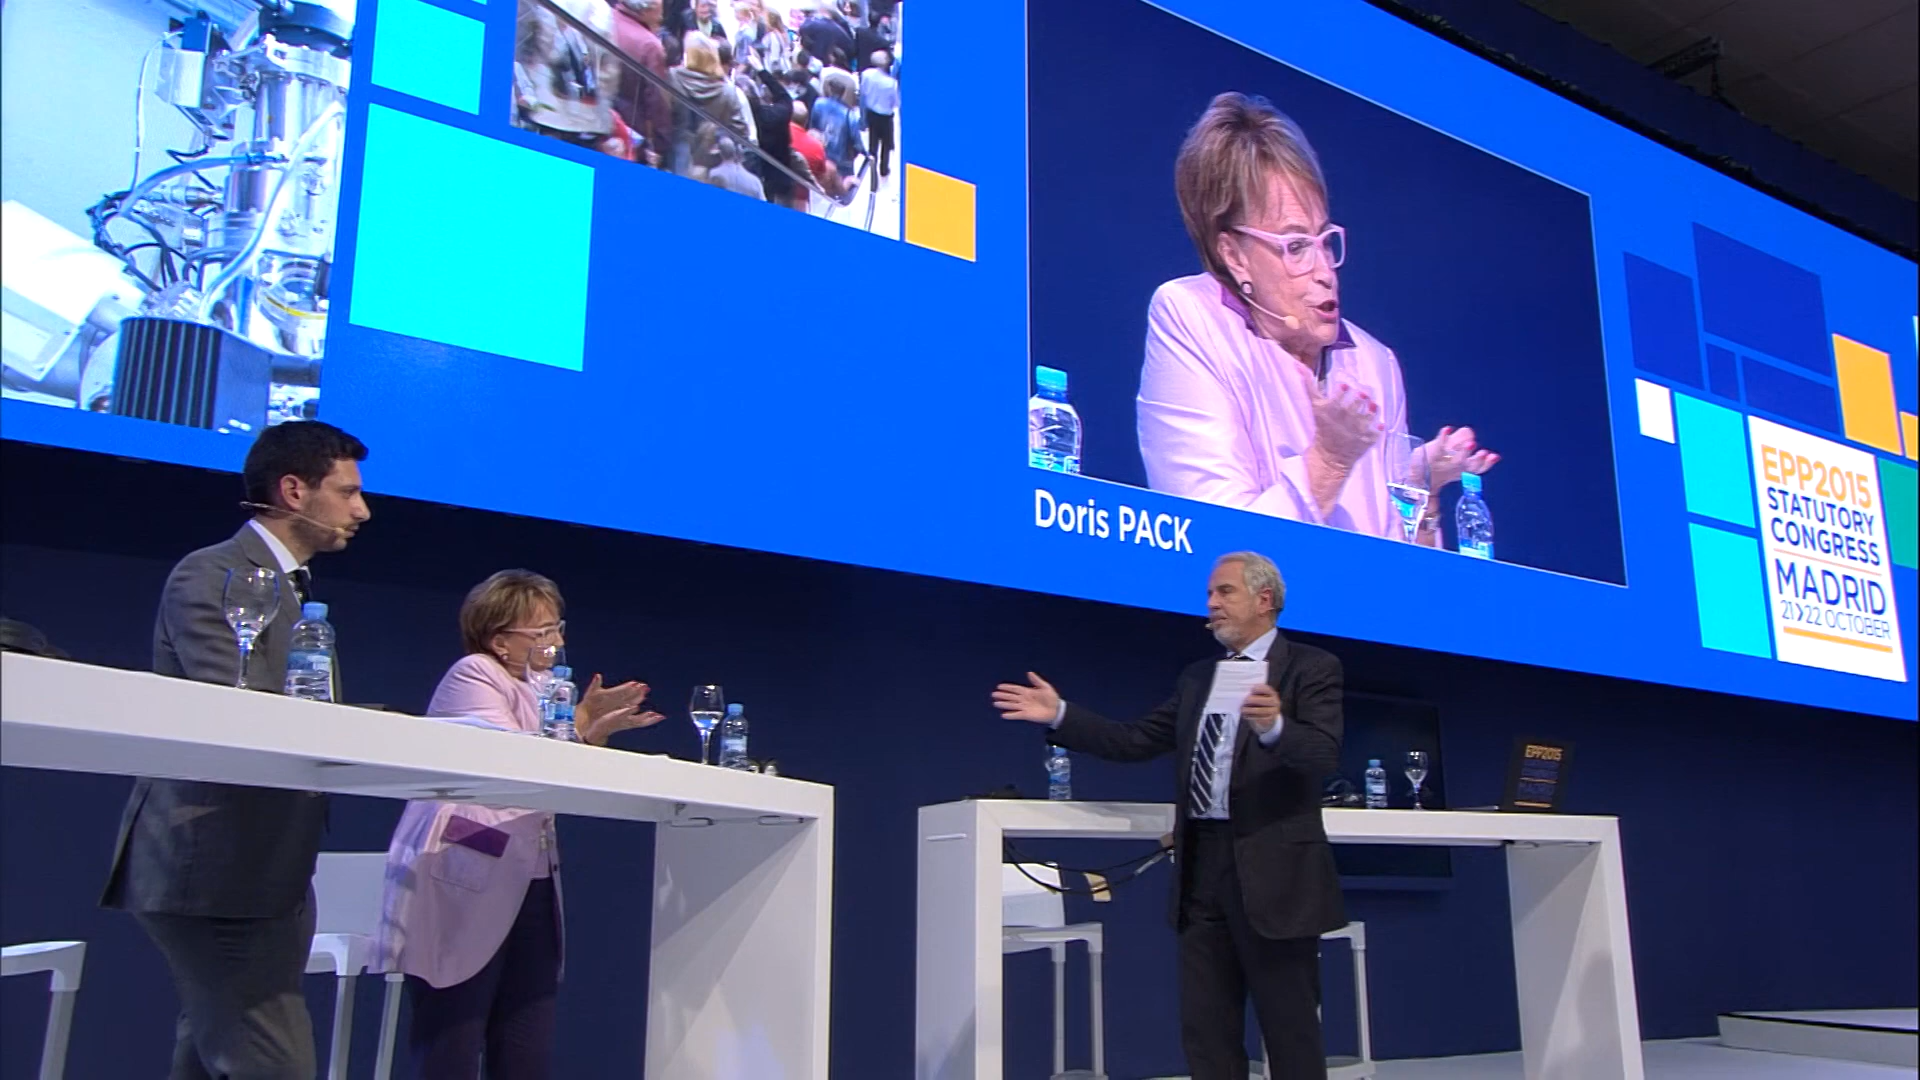 Doris PACK
EPP2015
STATUTORY
CONGRESS
MADRID
21>22 OCTOBER
EPP2015